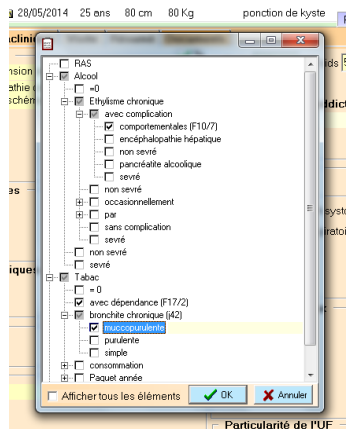 28/05/2014 25 ans 80 cm 80 Kg ponction de kyste
RAS
Alcool
=0
Ethylisme chronique
avec complication
comportementales (F10/7)
encéphalopathie hépatique
non sevré
pancréatite alcoolique
sevré
non sevré
occasionnellement
par
sans complication
sevré
non sevré
sevré
Tabac
= 0
avec dépendance (F17/2)
bronchite chronique (j42)
muccopurulente
purulente
simple
consommation
Paquet année
Afficher tous les éléments OK Annuler
Particularité de l'UF